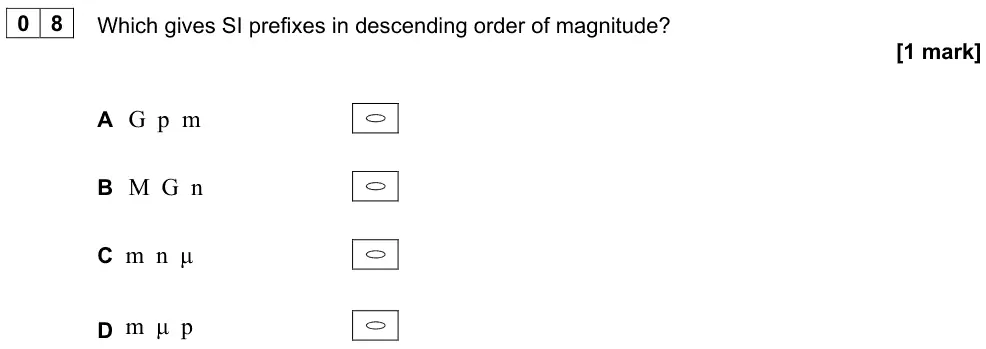 0 8 Which gives SI prefixes in descending order of magnitude?
[1 mark]
A G p m
B M G n
C m n μ
D m μ p